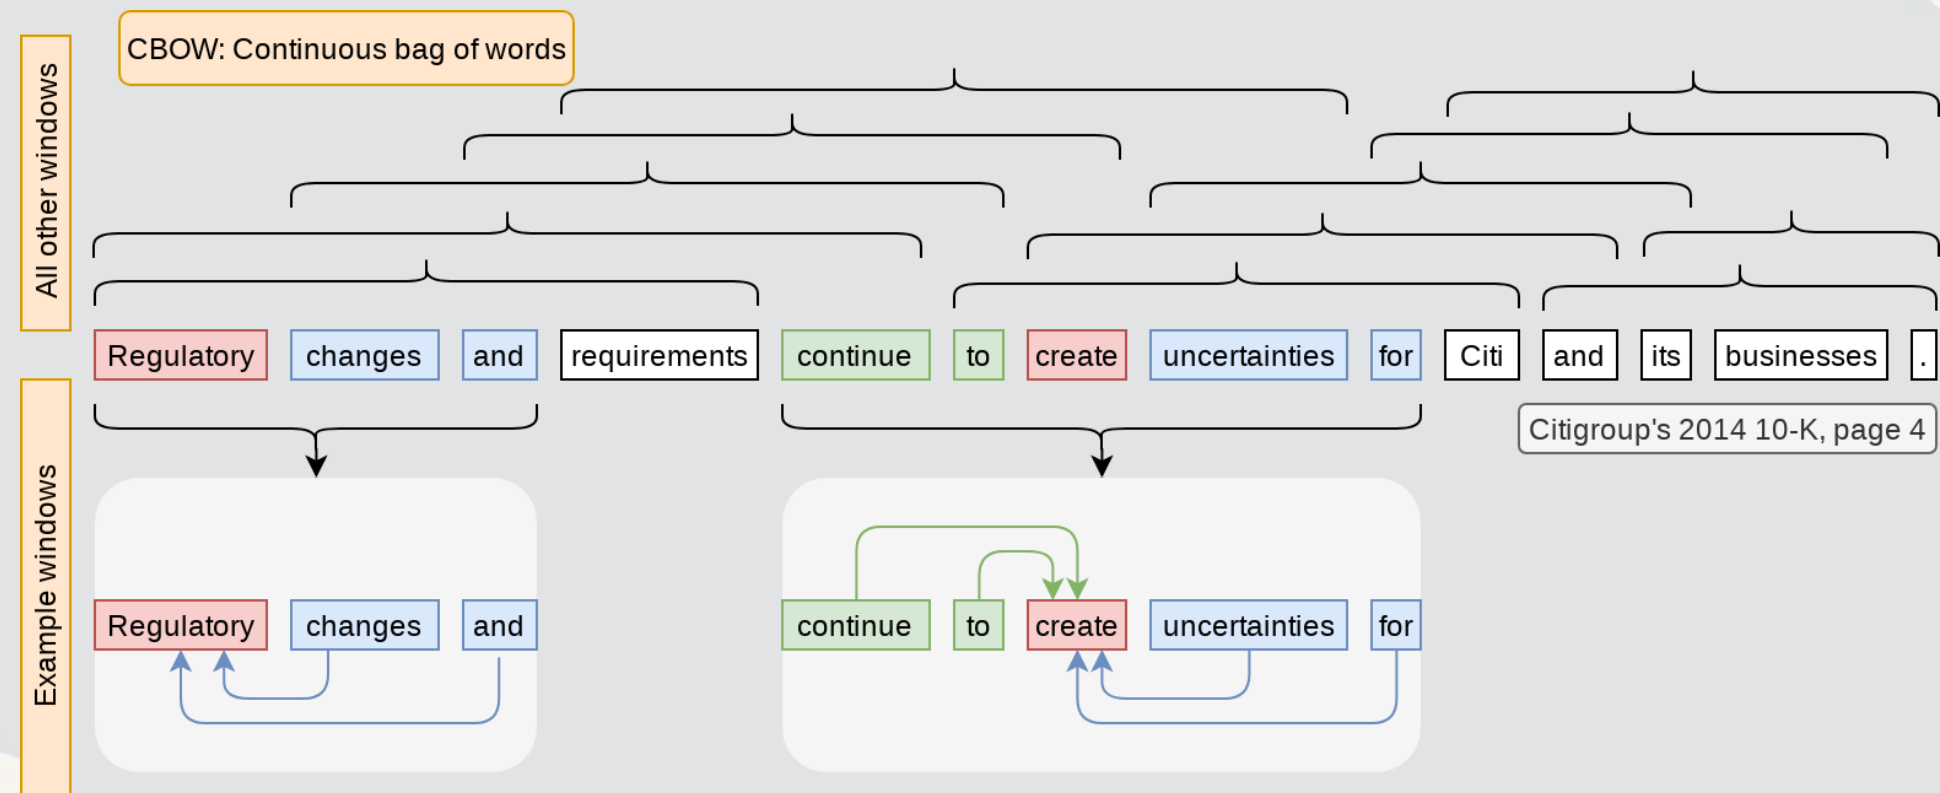 CBOW: Continuous bag of words
All other windows
Regulatory changes and requirements continue to create uncertainties for Citi and its businesses .
Citigroup's 2014 10-K, page 4
Example windows
Regulatory changes and
continue to create uncertainties for